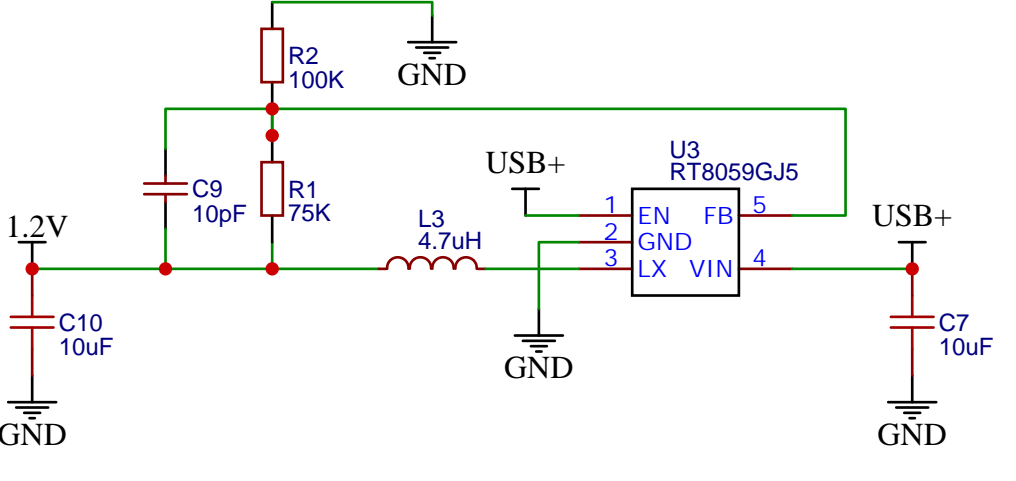 R2
100K
GND
U3
RT8059GJ5
USB+
C9
10pF
R1
75K
1 EN FB 5
2 GND
3 LX VIN 4
USB+
1.2V
L3
4.7uH
C10
10uF
C7
10uF
GND
GND
GND